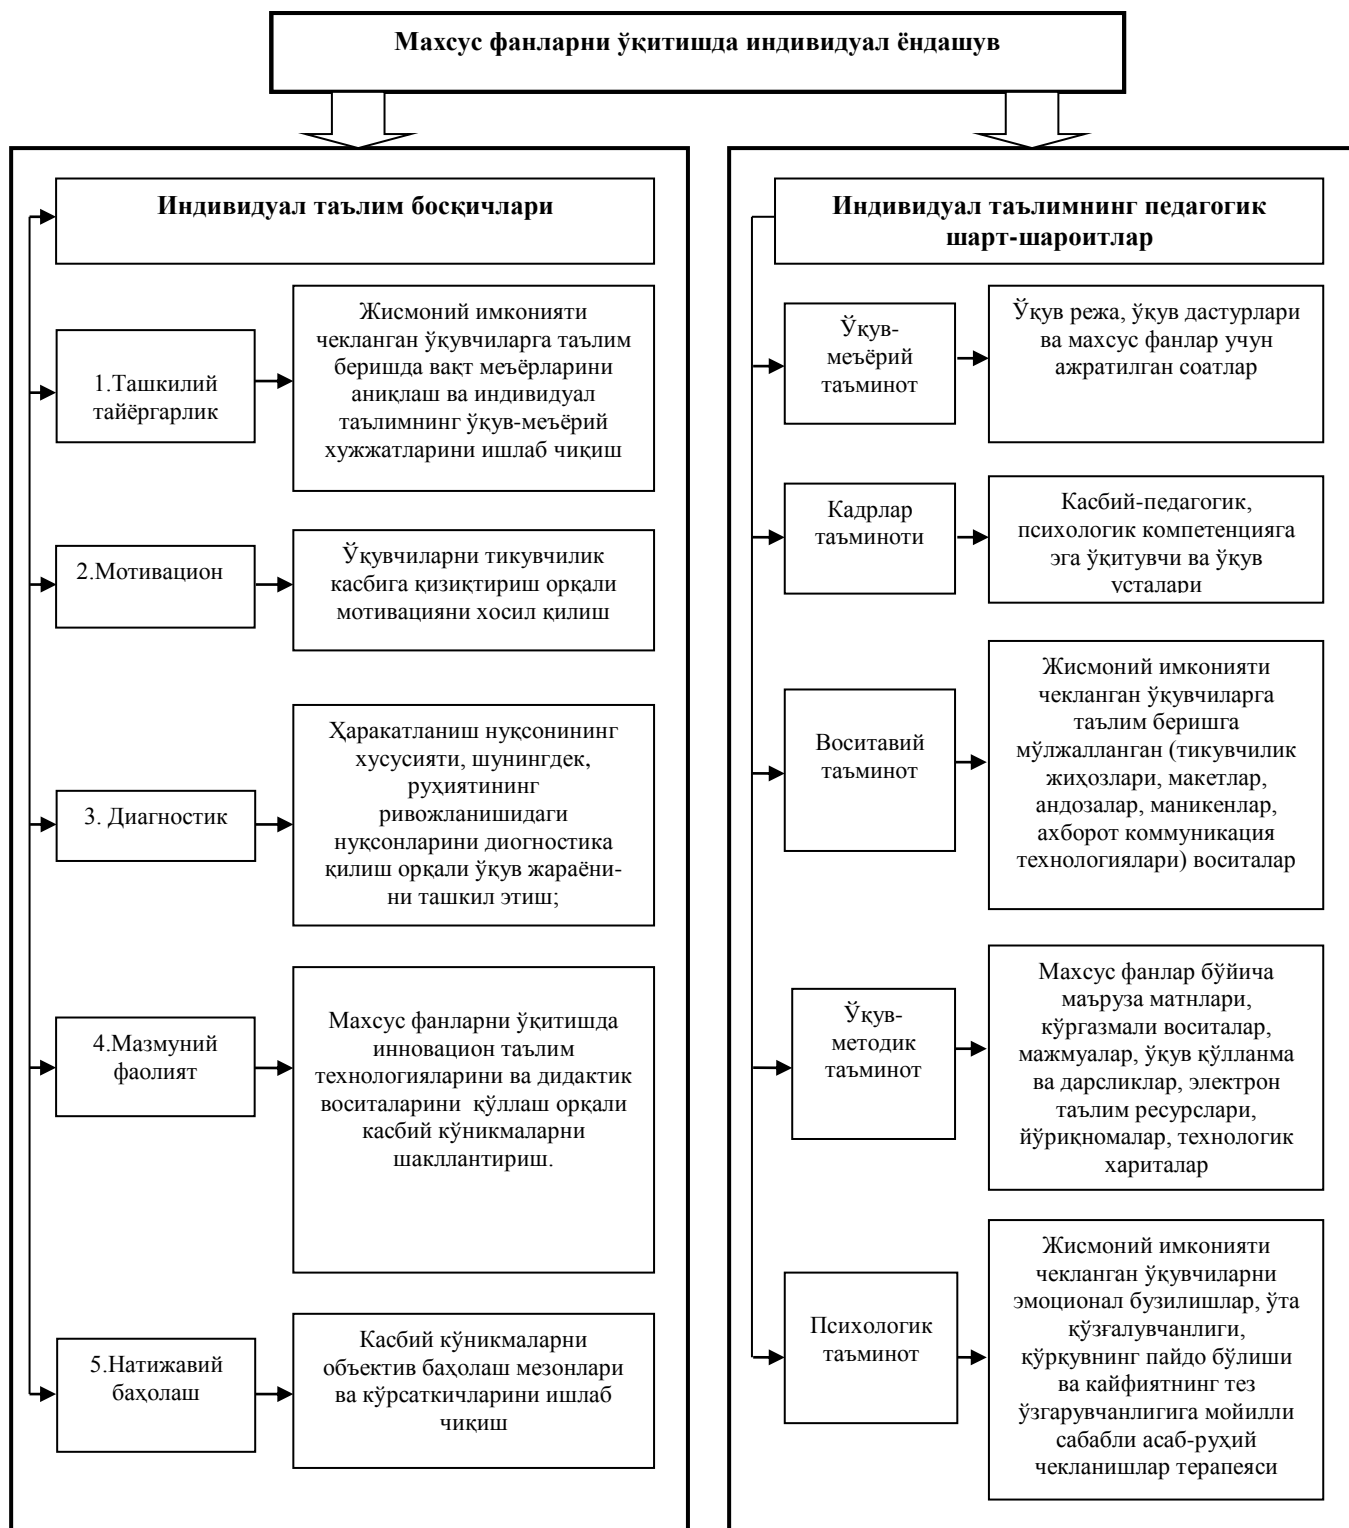 Махсус фанларни ўқитишда индивидуал ёндашув
Индивидуал таълим босқичлари
1.Ташкилий
тайёргарлик
Жисмоний имконияти
чекланган ўқувчиларга таълим
беришда вақт меъёрларини
аниқлаш ва индивидуал
таълимнинг ўқув-меъёрий
хужжатларини ишлаб чиқиш
2.Мотивацион
Ўқувчиларни тикувчилик
касбига қизиқтириш орқали
мотивацияни хосил қилиш
3. Диагностик
Ҳаракатланиш нуқсонининг
хусусияти, шунингдек,
руҳиятининг
ривожланишидаги
нуқсонларини диогностика
қилиш орқали ўқув жараёни-
ни ташкил этиш;
4.Мазмуний
фаолият
Махсус фанларни ўқитишда
инновацион таълим
технологияларини ва дидактик
воситаларини қўллаш орқали
касбий кўникмаларни
шакллантириш.
5.Натижавий
баҳолаш
Касбий кўникмаларни
объектив баҳолаш мезонлари
ва кўрсаткичларини ишлаб
чиқиш
Индивидуал таълимнинг педагогик
шарт-шароитлар
Ўқув-
меъёрий
таъминот
Ўқув режа, ўқув дастурлари
ва махсус фанлар учун
ажратилган соатлар
Кадрлар
таъминоти
Касбий-педагогик,
психологик компетенцияга
эга ўқитувчи ва ўқув
усталари
Воситавий
таъминот
Жисмоний имконияти
чекланган ўқувчиларга
таълим беришга
мўлжалланган (тикувчилик
жиҳозлари, макетлар,
андозалар, маникенлар,
ахборот коммуникация
технологиялари) воситалар
Ўқув-
методик
таъминот
Махсус фанлар бўйича
маъруза матнлари,
кўргазмали воситалар,
мажмуалар, ўқув қўлланма
ва дарсликлар, электрон
таълим ресурслари,
йўриқномалар, технологик
хариталар
Психологик
таъминот
Жисмоний имконияти
чекланган ўқувчиларни
эмоционал бузилишлар, ўта
қўзғалувчанлиги,
қўрқувнинг пайдо бўлиши
ва кайфиятнинг тез
ўзгарувчанлигига мойилли
сабабли асаб-руҳий
чекланишлар терапеяси